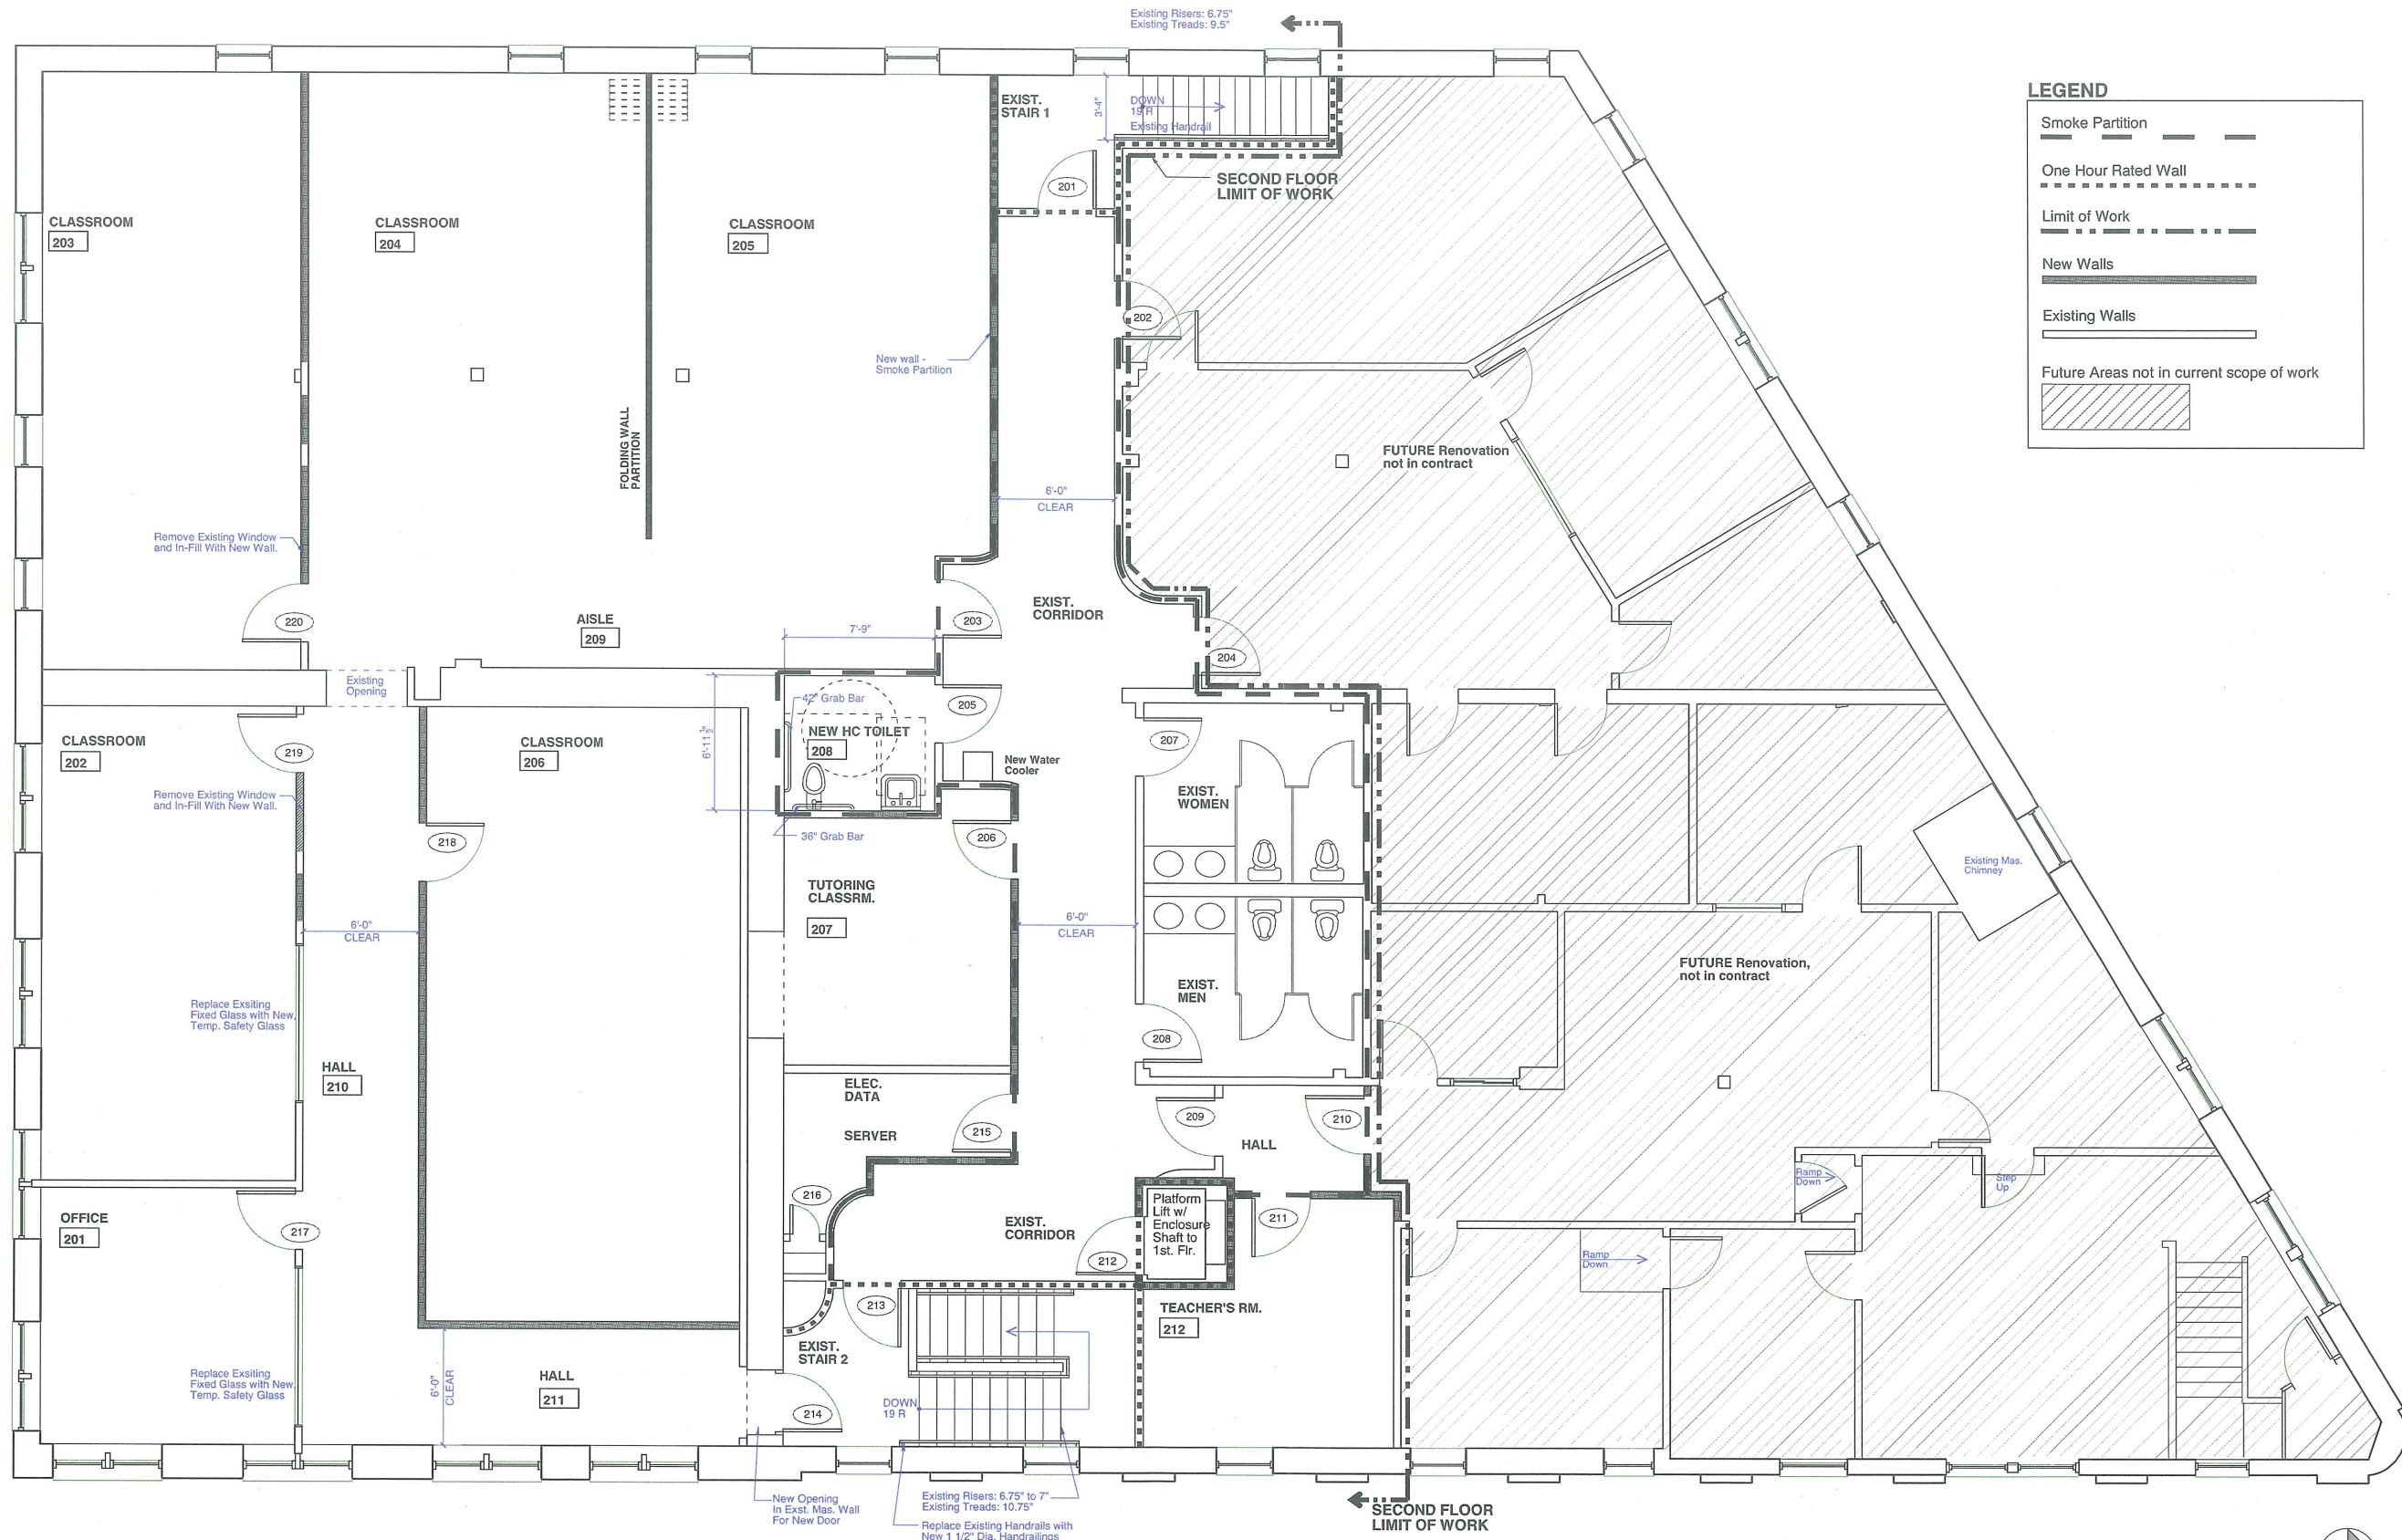 Existing Risers: 6.75"
Existing Treads: 9.5"
LEGEND
Smoke Partition
One Hour Rated Wall
Limit of Work
New Walls
Existing Walls
Future Areas not in current scope of work
EXIST.
STAIR 1
3'-4"
DOWN
19 R
Existing Handrail
SECOND FLOOR
LIMIT OF WORK
201
CLASSROOM
203
CLASSROOM
204
CLASSROOM
205
202
New wall -
Smoke Partition
FOLDING WALL
PARTITION
FUTURE Renovation
not in contract
6'-0"
CLEAR
Remove Existing Window
and In-Fill With New Wall.
EXIST.
CORRIDOR
220
AISLE
209
7'-9"
203
204
Existing
Opening
42" Grab Bar
205
NEW HC TOILET
208
6'-11 1/2"
CLASSROOM
202
219
CLASSROOM
206
207
New Water
Cooler
Remove Existing Window
and In-Fill With New Wall.
EXIST.
WOMEN
218
36" Grab Bar
206
Existing Mas.
Chimney
TUTORING
CLASSRM.
207
6'-0"
CLEAR
6'-0"
CLEAR
FUTURE Renovation,
not in contract
EXIST.
MEN
Replace Exsiting
Fixed Glass with New
Temp. Safety Glass
208
HALL
210
ELEC.
DATA
SERVER
215
209
HALL
210
Ramp
Down
Step
Up
216
Platform
Lift w/
Enclosure
Shaft to
1st. Flr.
211
OFFICE
201
217
EXIST.
CORRIDOR
212
Ramp
Down
213
TEACHER'S RM.
212
EXIST.
STAIR 2
Replace Exsiting
Fixed Glass with New
Temp. Safety Glass
6'-0"
CLEAR
HALL
211
214
DOWN
19 R
New Opening
In Exst. Mas. Wall
For New Door
Existing Risers: 6.75" to 7"
Existing Treads: 10.75"
Replace Existing Handrails with
New 1 1/2" Dia. Handrailings
SECOND FLOOR
LIMIT OF WORK